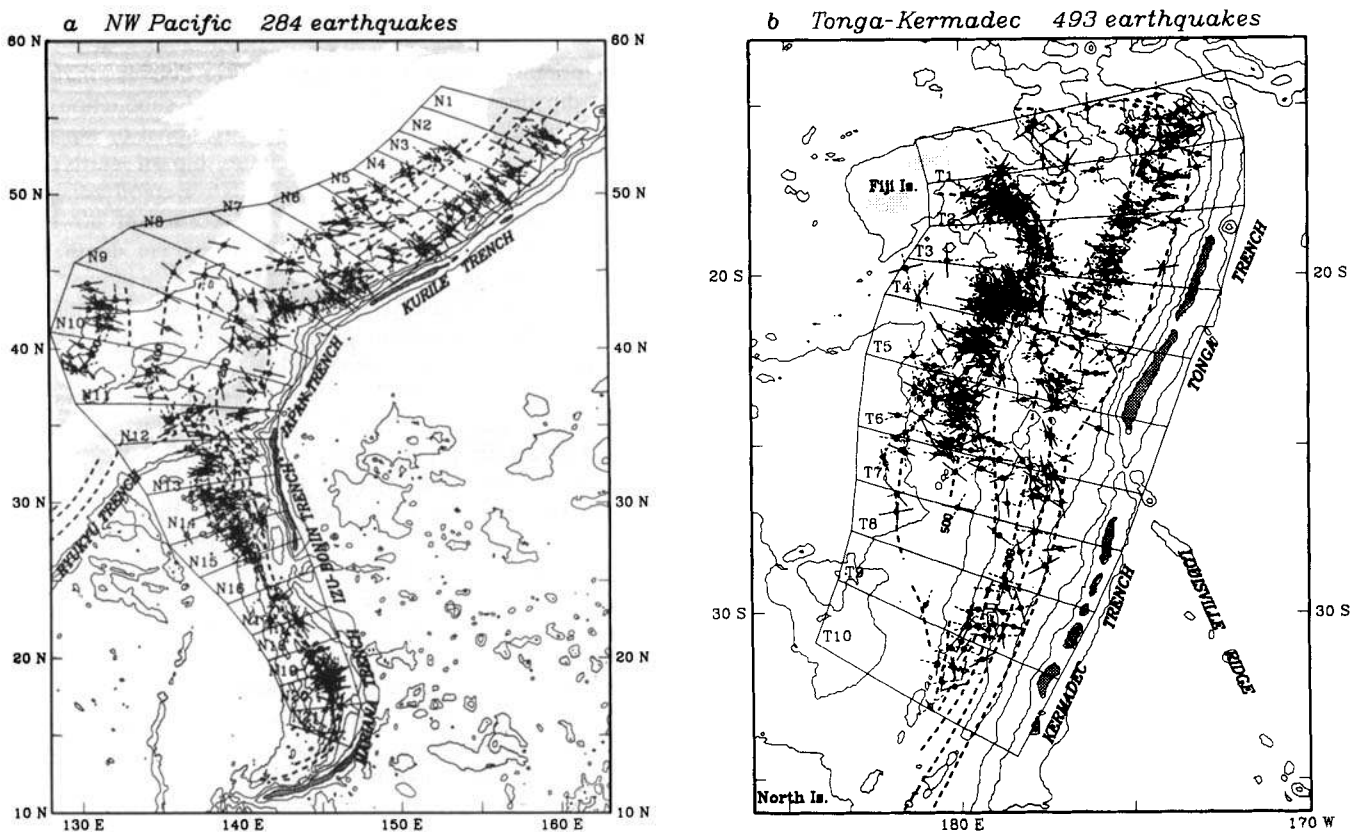 a NW Pacific 284 earthquakes
60 N
60 N
50 N
50 N
40 N
40 N
30 N
30 N
20 N
20 N
10 N
10 N
130 E
140 E
150 E
160 E
N1
N2
N3
N4
N5
N6
N7
N8
N9
N10
N11
N12
N13
N14
N15
N16
KURILE TRENCH
JAPAN TRENCH
IZU-BONIN TRENCH
MARIANA TRENCH
RYUKYU TRENCH
b Tonga-Kermadec 493 earthquakes
Fiji Is.
T1
T2
T3
T4
T5
T6
T7
T8
T9
T10
20 S
20 S
30 S
30 S
500
TONGA TRENCH
KERMADEC TRENCH
LOUISVILLE RIDGE
North Is.
180 E
170 W